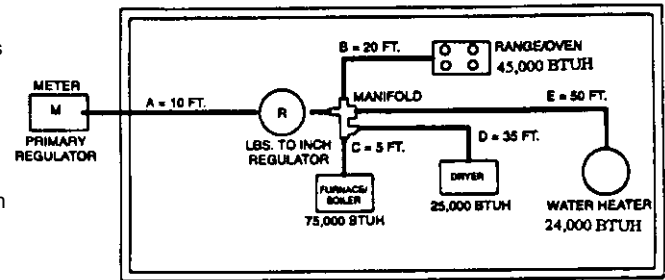 s
n
METER
M
PRIMARY
REGULATOR
A = 10 FT.
R
LBS. TO INCH
REGULATOR
MANIFOLD
B = 20 FT.
RANGE/OVEN
45,000 BTUH
E = 50 FT.
C = 5 FT.
D = 35 FT.
FURNACE/
BOILER
75,000 BTUH
DRYER
25,000 BTUH
WATER HEATER
24,000 BTUH